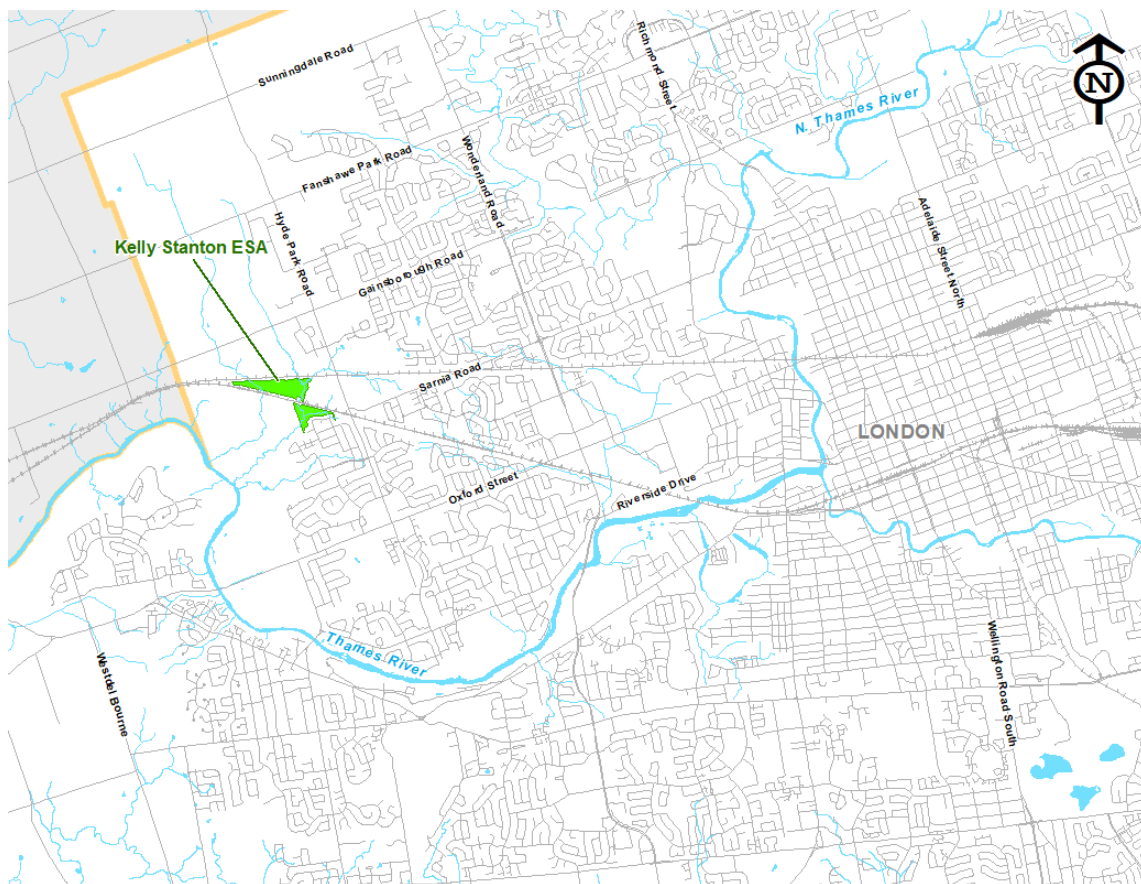 Sunningdale Road
Richmond Street
N
N. Thames River
Fanshawe Park Road
Wonderland Road
Adelaide Street North
Hyde Park Road
Kelly Stanton ESA
Gainsborough Road
Sarnia Road
LONDON
Oxford Street
Riverside Drive
Thames River
Westdel Bourne
Wellington Road South